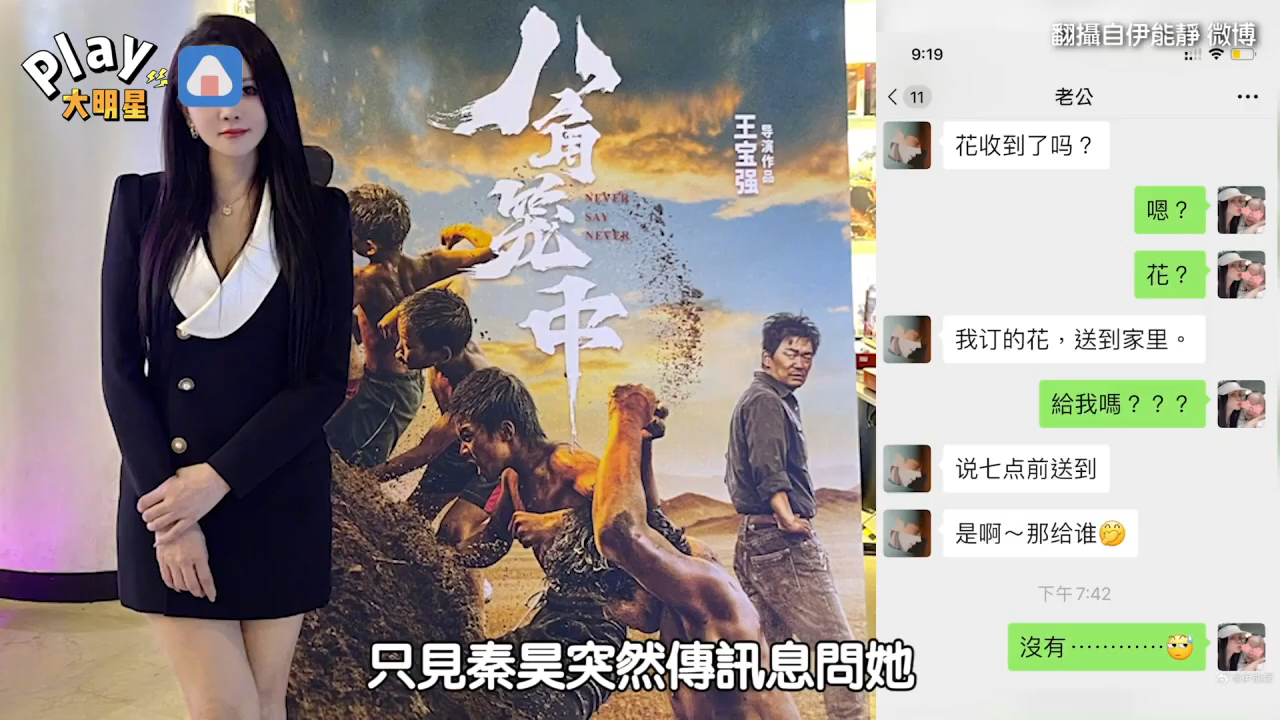 Play
大明星
八角笼中
NEVER
SAY
NEVER
王宝强
导演作品
翻攝自伊能靜 微博
9:19
11
老公
花收到了吗？
嗯？
花？
我订的花，送到家里。
給我嗎？？？
说七点前送到
是啊～那给谁🤭
下午7:42
沒有…………🙄
只見秦昊突然傳訊息問她